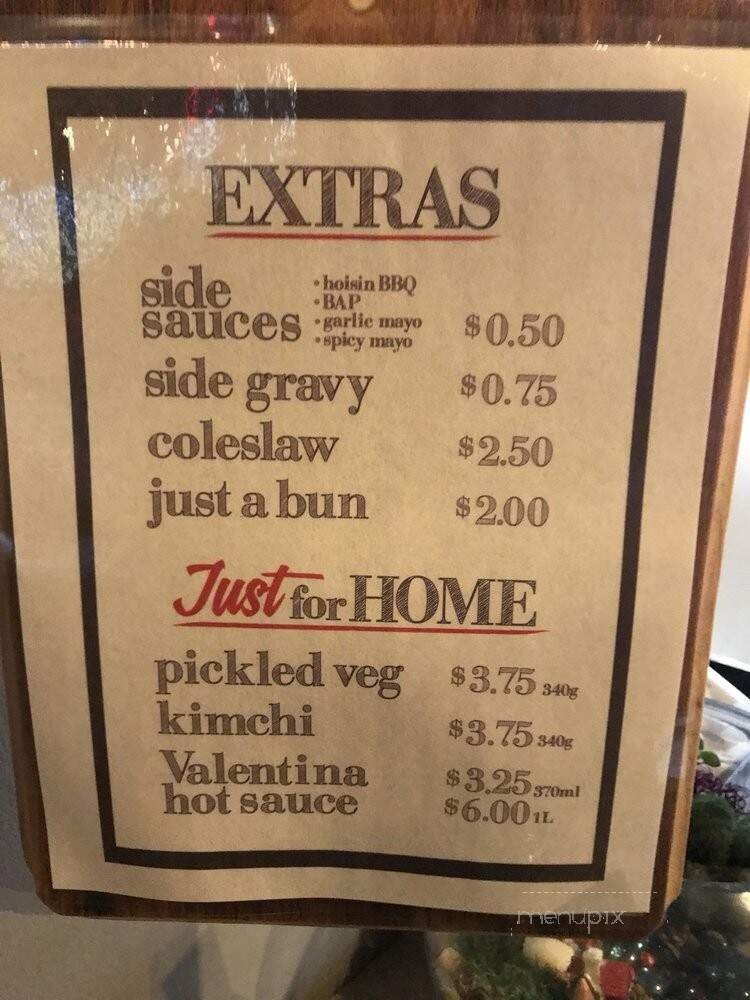 EXTRAS
side sauces
•hoisin BBQ
•BAP
•garlic mayo
•spicy mayo
$0.50
side gravy $0.75
coleslaw $2.50
just a bun $2.00
Just for HOME
pickled veg $3.75 340g
kimchi $3.75 340g
Valentina hot sauce
$3.25 370ml
$6.00 1L
menupix